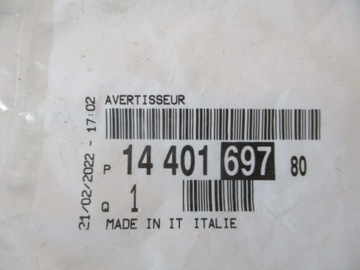 AVERTISSEUR
P 14 401 697 80
Q 1
MADE IN IT ITALIE
21/02/2022 - 17:02